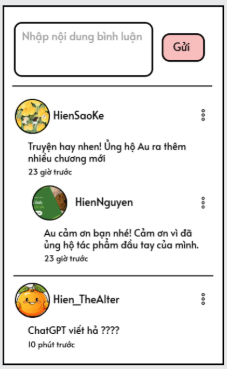 Nhập nội dung bình luận
Gửi
HienSaoKe
Truyện hay nhen! Ủng hộ Au ra thêm
nhiều chương mới
23 giờ trước
HienNguyen
Au cảm ơn bạn nhé! Cảm ơn vì đã
ủng hộ tác phẩm đầu tay của mình.
23 giờ trước
Hien_TheAlter
ChatGPT viết hả ????
10 phút trước